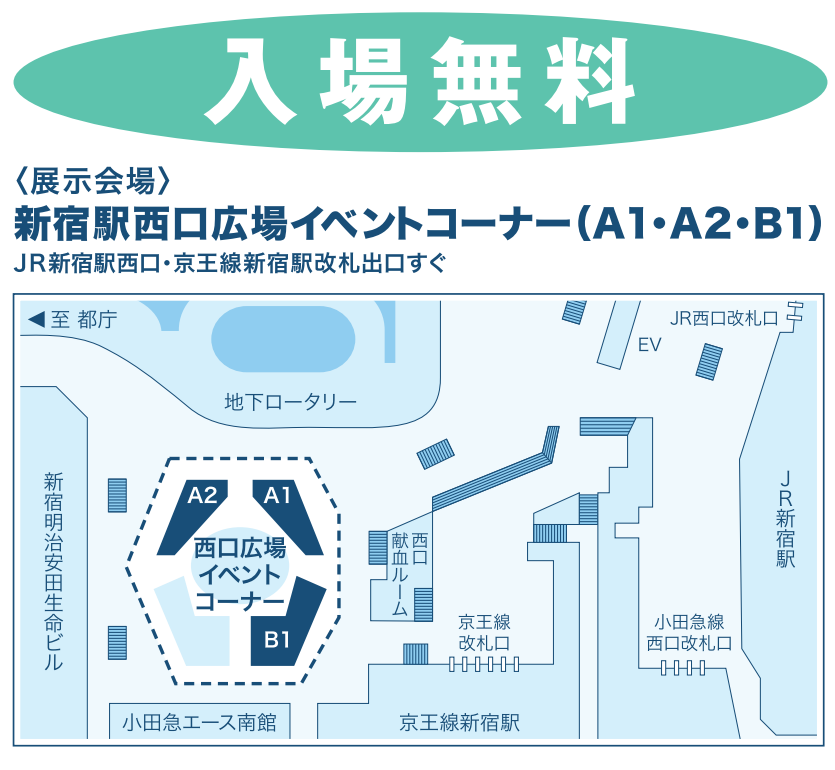 入場無料
〈展示会場〉
新宿駅西口広場イベントコーナー(A1・A2・B1)
JR新宿駅西口・京王線新宿駅改札出口すぐ
◀至 都庁
JR西口改札口
EV
地下ロータリー
新宿明治安田生命ビル
A2
A1
西口広場
イベント
コーナー
B1
西口
献血ルーム
JR新宿駅
京王線
改札口
小田急線
西口改札口
小田急エース南館
京王線新宿駅